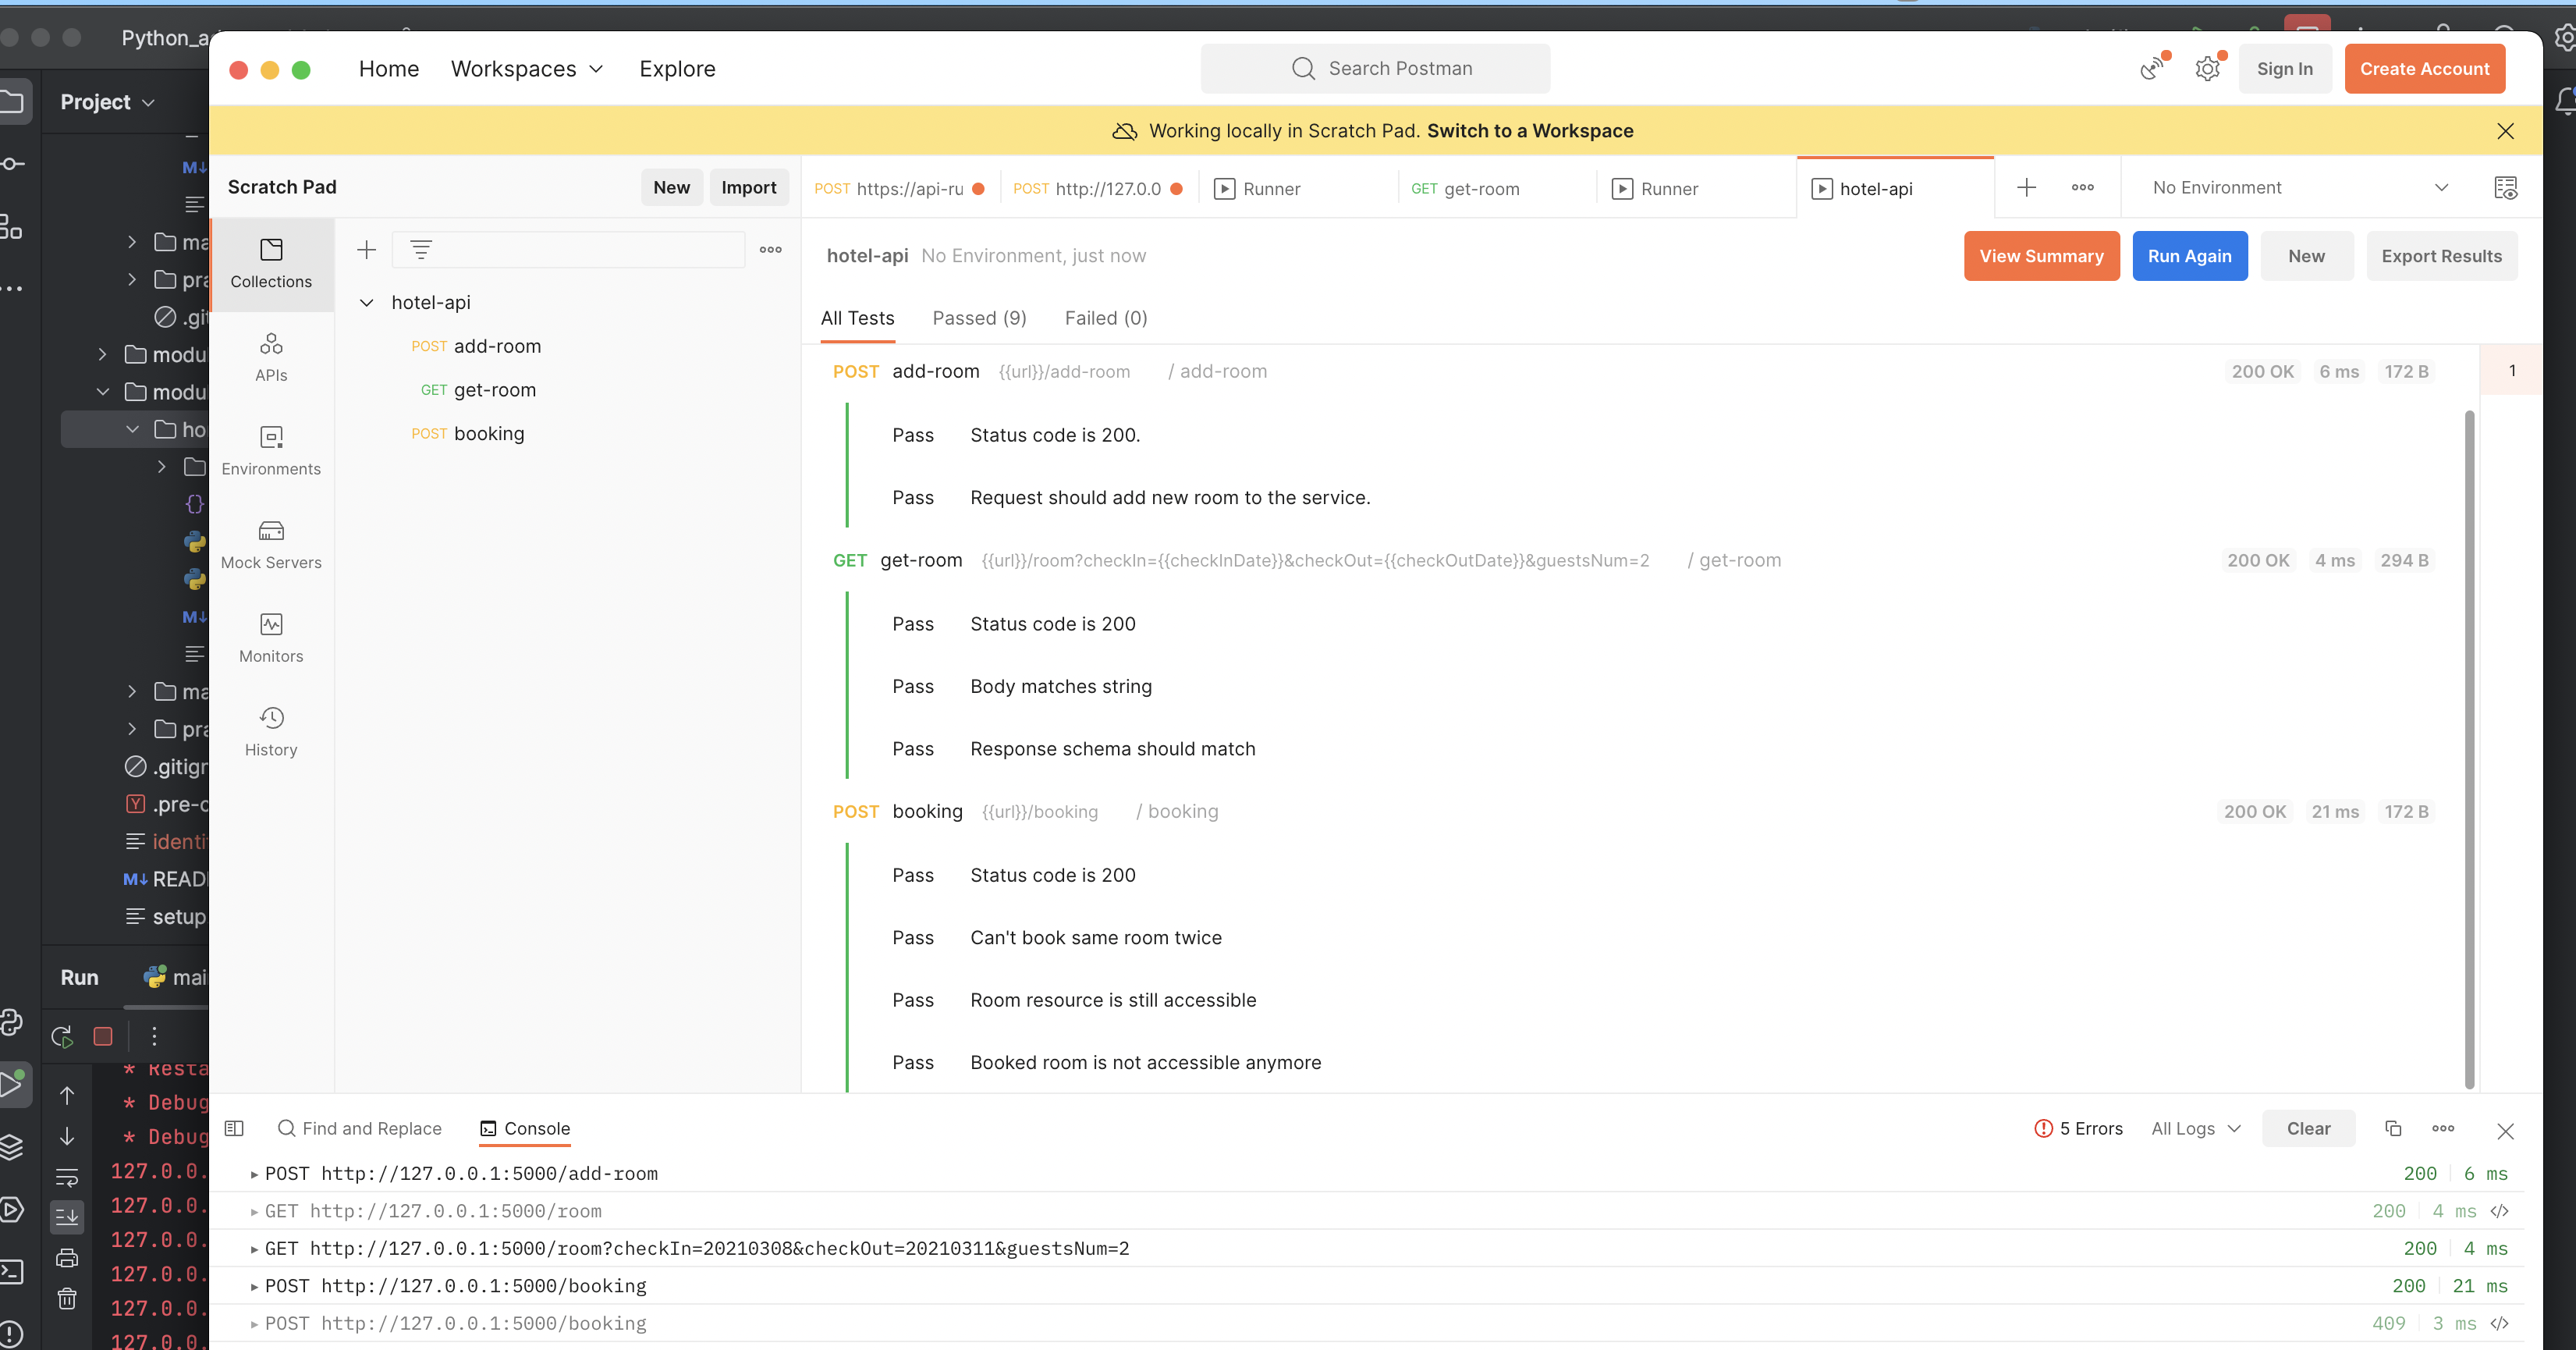 Python_a
Home Workspaces Explore Search Postman Sign In Create Account
Project
Working locally in Scratch Pad. Switch to a Workspace
Scratch Pad New Import
POST https://api-ru POST http://127.0.0 Runner GET get-room Runner hotel-api ooo No Environment
Collections
APIs
Environments
Mock Servers
Monitors
History
hotel-api
POST add-room
GET get-room
POST booking
hotel-api No Environment, just now View Summary Run Again New Export Results
All Tests Passed (9) Failed (0)
POST add-room {{url}}/add-room / add-room 200 OK 6 ms 172 B 1
Pass Status code is 200.
Pass Request should add new room to the service.
GET get-room {{url}}/room?checkIn={{checkInDate}}&checkOut={{checkOutDate}}&guestsNum=2 / get-room 200 OK 4 ms 294 B
Pass Status code is 200
Pass Body matches string
Pass Response schema should match
POST booking {{url}}/booking / booking 200 OK 21 ms 172 B
Pass Status code is 200
Pass Can't book same room twice
Pass Room resource is still accessible
Pass Booked room is not accessible anymore
M↓
ma
pra
.git
modul
modul
ho
M↓
ma
pra
.gitigr
Y .pre-c
identi
M↓ READ
setup
Run mai
* Resta
* Debug
* Debug
127.0.0.
127.0.0.
127.0.0.
127.0.0.
127.0.0.
127.0.0.
Find and Replace Console 5 Errors All Logs Clear
POST http://127.0.0.1:5000/add-room 200 6 ms
GET http://127.0.0.1:5000/room 200 4 ms </>
GET http://127.0.0.1:5000/room?checkIn=20210308&checkOut=20210311&guestsNum=2 200 4 ms
POST http://127.0.0.1:5000/booking 200 21 ms
POST http://127.0.0.1:5000/booking 409 3 ms </>